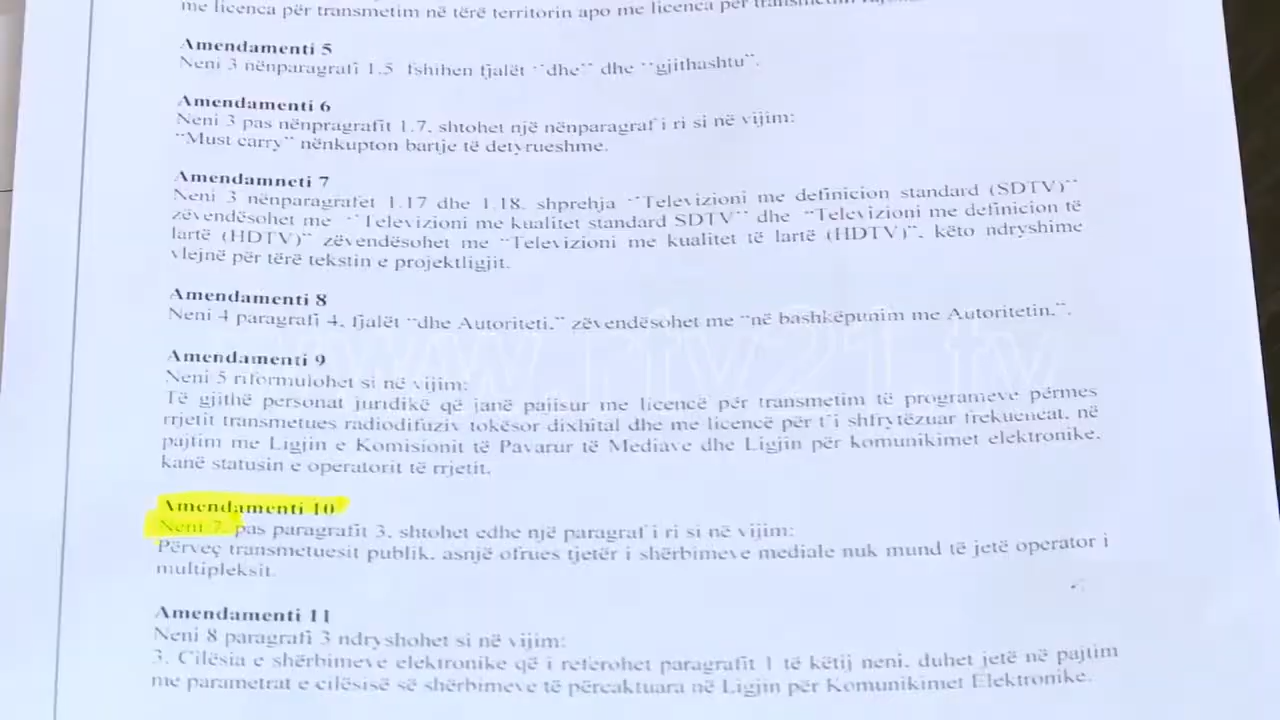 me licencë për transmetim në tërë territorin apo me licencë për transmetim
Amendamenti 5
Neni 3 nënparagrafi 1.5 fshihen fjalët “dhe” dhe “gjithashtu”.
Amendamenti 6
Neni 3 pas nënpragrafit 1.7, shtohet një nënparagraf i ri si në vijim:
“Must carry” nënkupton bartje të detyrueshme.
Amendamneti 7
Neni 3 nënparagrafet 1.17 dhe 1.18, shprehja “Televizioni me definicion standard (SDTV)”
zëvendësohet me “Televizioni me kualitet standard SDTV” dhe “Televizioni me definicion të
lartë (HDTV)” zëvendësohet me “Televizioni me kualitet të lartë (HDTV)”, këto ndryshime
vlejnë për tërë tekstin e projektligjit.
Amendamenti 8
Neni 4 paragrafi 4, fjalët “dhe Autoriteti,” zëvendësohet me “në bashkëpunim me Autoritetin,”.
www.rtv21.tv
Amendamenti 9
Neni 5 riformulohet si në vijim:
Të gjithë personat juridikë që janë pajisur me licencë për transmetim të programeve përmes
rrjetit transmetues radiodifuziv tokësor dixhital dhe me licencë për t’i shfrytëzuar frekuencat, në
pajtim me Ligjin e Komisionit të Pavarur të Mediave dhe Ligjin për komunikimet elektronike,
kanë statusin e operatorit të rrjetit.
Amendamenti 10
Neni 7, pas paragrafit 3, shtohet edhe një paragraf i ri si në vijim:
Përveç transmetuesit publik, asnjë ofrues tjetër i shërbimeve mediale nuk mund të jetë operator i
multipleksit.
Amendamenti 11
Neni 8 paragrafi 3 ndryshohet si në vijim:
3. Cilësia e shërbimeve elektronike që i referohet paragrafit 1 të këtij neni, duhet jetë në pajtim
me parametrat e cilësisë së shërbimeve të përcaktuara në Ligjin për Komunikimet Elektronike.